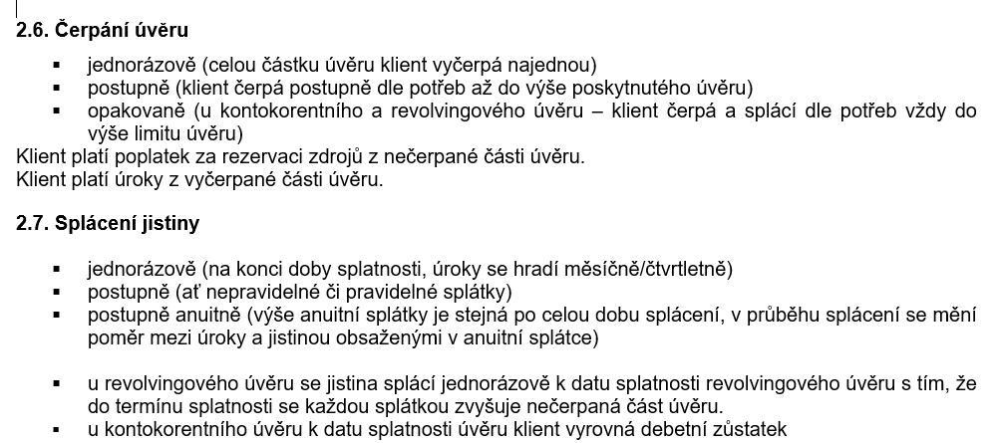 2.6. Čerpání úvěru
▪ jednorázově (celou částku úvěru klient vyčerpá najednou)
▪ postupně (klient čerpá postupně dle potřeb až do výše poskytnutého úvěru)
▪ opakovaně (u kontokorentního a revolvingového úvěru – klient čerpá a splácí dle potřeb vždy do
výše limitu úvěru)
Klient platí poplatek za rezervaci zdrojů z nečerpané části úvěru.
Klient platí úroky z vyčerpané části úvěru.
2.7. Splácení jistiny
▪ jednorázově (na konci doby splatnosti, úroky se hradí měsíčně/čtvrtletně)
▪ postupně (ať nepravidelné či pravidelné splátky)
▪ postupně anuitně (výše anuitní splátky je stejná po celou dobu splácení, v průběhu splácení se mění
poměr mezi úroky a jistinou obsaženými v anuitní splátce)
▪ u revolvingového úvěru se jistina splácí jednorázově k datu splatnosti revolvingového úvěru s tím, že
do termínu splatnosti se každou splátkou zvyšuje nečerpaná část úvěru.
▪ u kontokorentního úvěru k datu splatnosti úvěru klient vyrovná debetní zůstatek